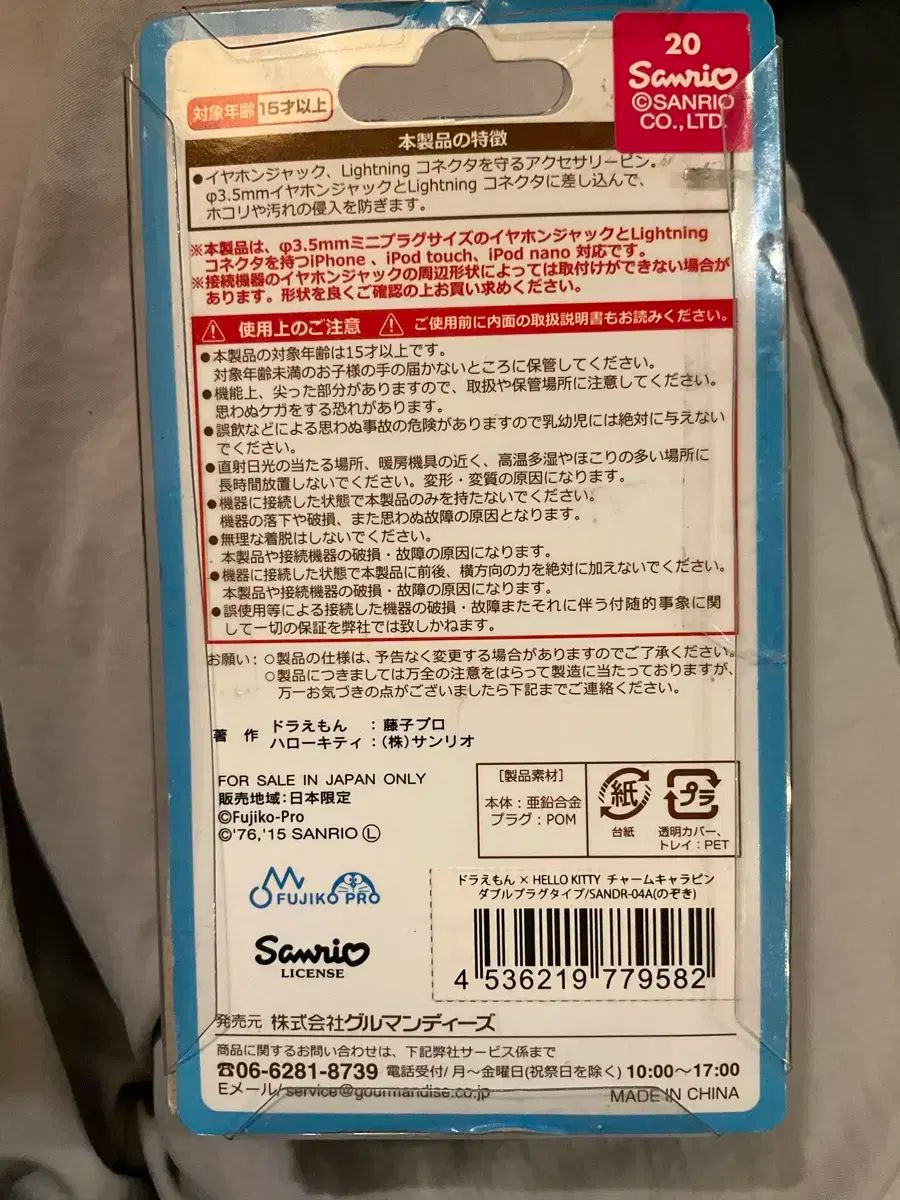 20
Sanrio
©SANRIO
CO.,LTD.
対象年齢 15才以上
本製品の特徴
●イヤホンジャック、Lightning コネクタを守るアクセサリーピン。
φ3.5mmイヤホンジャックとLightning コネクタに差し込んで、
ホコリや汚れの侵入を防ぎます。
※本製品は、φ3.5mmミニプラグサイズのイヤホンジャックとLightning
コネクタを持つiPhone 、iPod touch、iPod nano 対応です。
※接続機器のイヤホンジャックの周辺形状によっては取付けができない場合が
あります。形状を良くご確認の上お買い求めください。
使用上のご注意 ご使用前に内面の取扱説明書もお読みください。
●本製品の対象年齢は15才以上です。
対象年齢未満のお子様の手の届かないところに保管してください。
●機能上、尖った部分がありますので、取扱や保管場所に注意してください。
思わぬケガをする恐れがあります。
●誤飲などによる思わぬ事故の危険がありますので乳幼児には絶対に与えない
でください。
●直射日光の当たる場所、暖房機具の近く、高温多湿やほこりの多い場所に
長時間放置しないでください。変形・変質の原因になります。
●機器に接続した状態で本製品のみを持たないでください。
機器の落下や破損、また思わぬ故障の原因となります。
●無理な着脱はしないでください。
本製品や接続機器の破損・故障の原因になります。
●機器に接続した状態で本製品に前後、横方向の力を絶対に加えないでください。
本製品や接続機器の破損・故障の原因になります。
●誤使用等による接続した機器の破損・故障またそれに伴う付随的事象に関
して一切の保証を弊社では致しかねます。
お願い：○製品の仕様は、予告なく変更する場合がありますのでご了承ください。
○製品につきましては万全の注意をはらって製造に当たっておりますが、
万一お気づきの点がございましたら下記までご連絡ください。
著 作 ドラえもん ：藤子プロ
ハローキティ：(株)サンリオ
FOR SALE IN JAPAN ONLY
販売地域：日本限定
©Fujiko-Pro
©'76,'15 SANRIO Ⓛ
［製品素材］
本体：亜鉛合金
プラグ：POM
紙
台紙
プラ
透明カバー、
トレイ：PET
FUJIKO PRO
Sanrio
LICENSE
ドラえもん × HELLO KITTY チャームキャラピン
ダブルプラグタイプ/SANDR-04A(のぞき)
4 536219 779582
発売元 株式会社グルマンディーズ
商品に関するお問い合わせは、下記弊社サービス係まで
☎06-6281-8739 電話受付/ 月～金曜日(祝祭日を除く) 10:00～17:00
Eメール/ service@gourmandise.co.jp
MADE IN CHINA